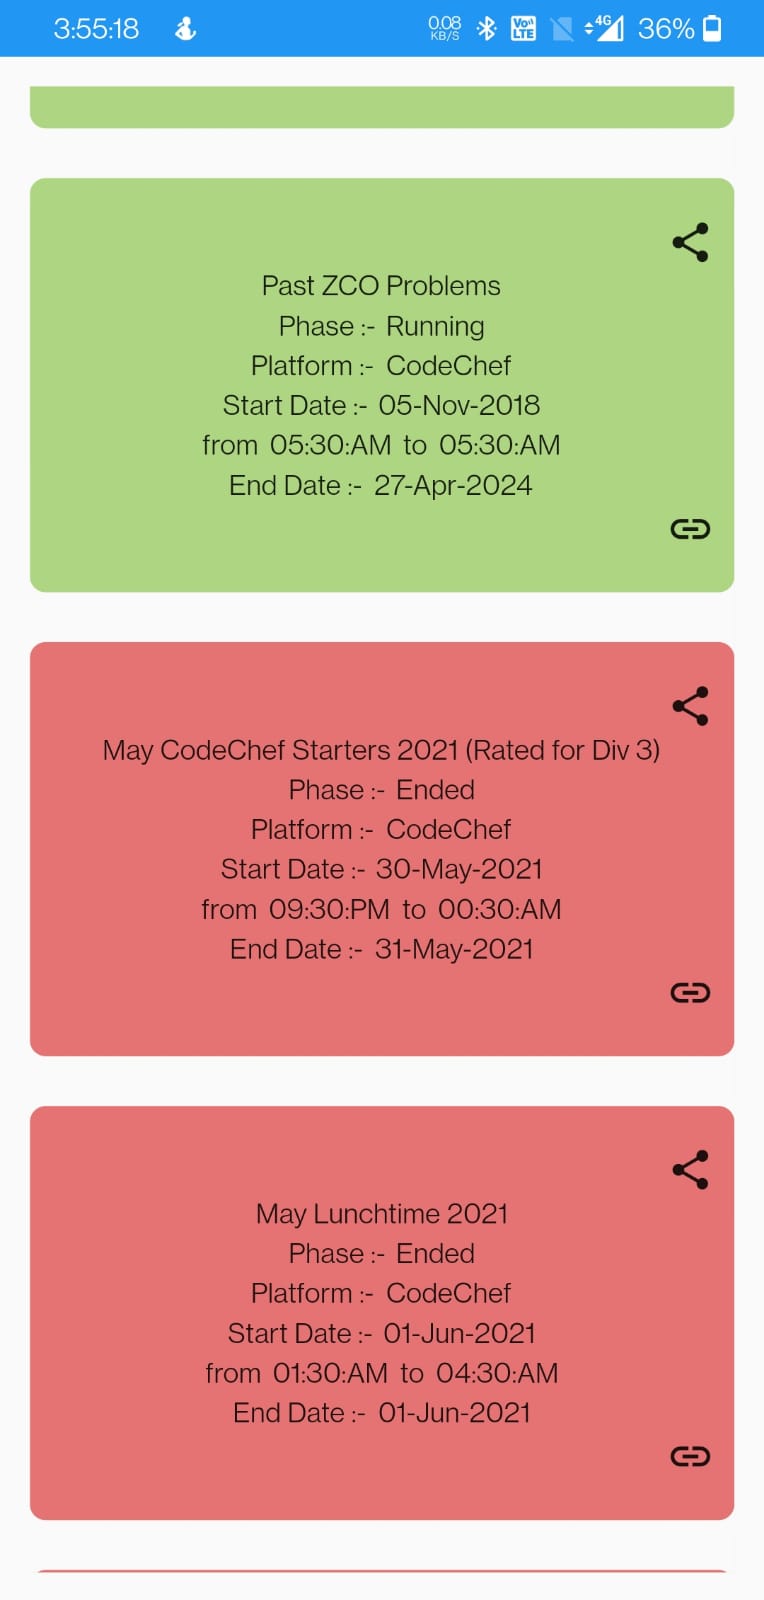 3:55:18 0.08 KB/S VoLTE 4G 36%
Past ZCO Problems
Phase :- Running
Platform :- CodeChef
Start Date :- 05-Nov-2018
from 05:30:AM to 05:30:AM
End Date :- 27-Apr-2024
May CodeChef Starters 2021 (Rated for Div 3)
Phase :- Ended
Platform :- CodeChef
Start Date :- 30-May-2021
from 09:30:PM to 00:30:AM
End Date :- 31-May-2021
May Lunchtime 2021
Phase :- Ended
Platform :- CodeChef
Start Date :- 01-Jun-2021
from 01:30:AM to 04:30:AM
End Date :- 01-Jun-2021